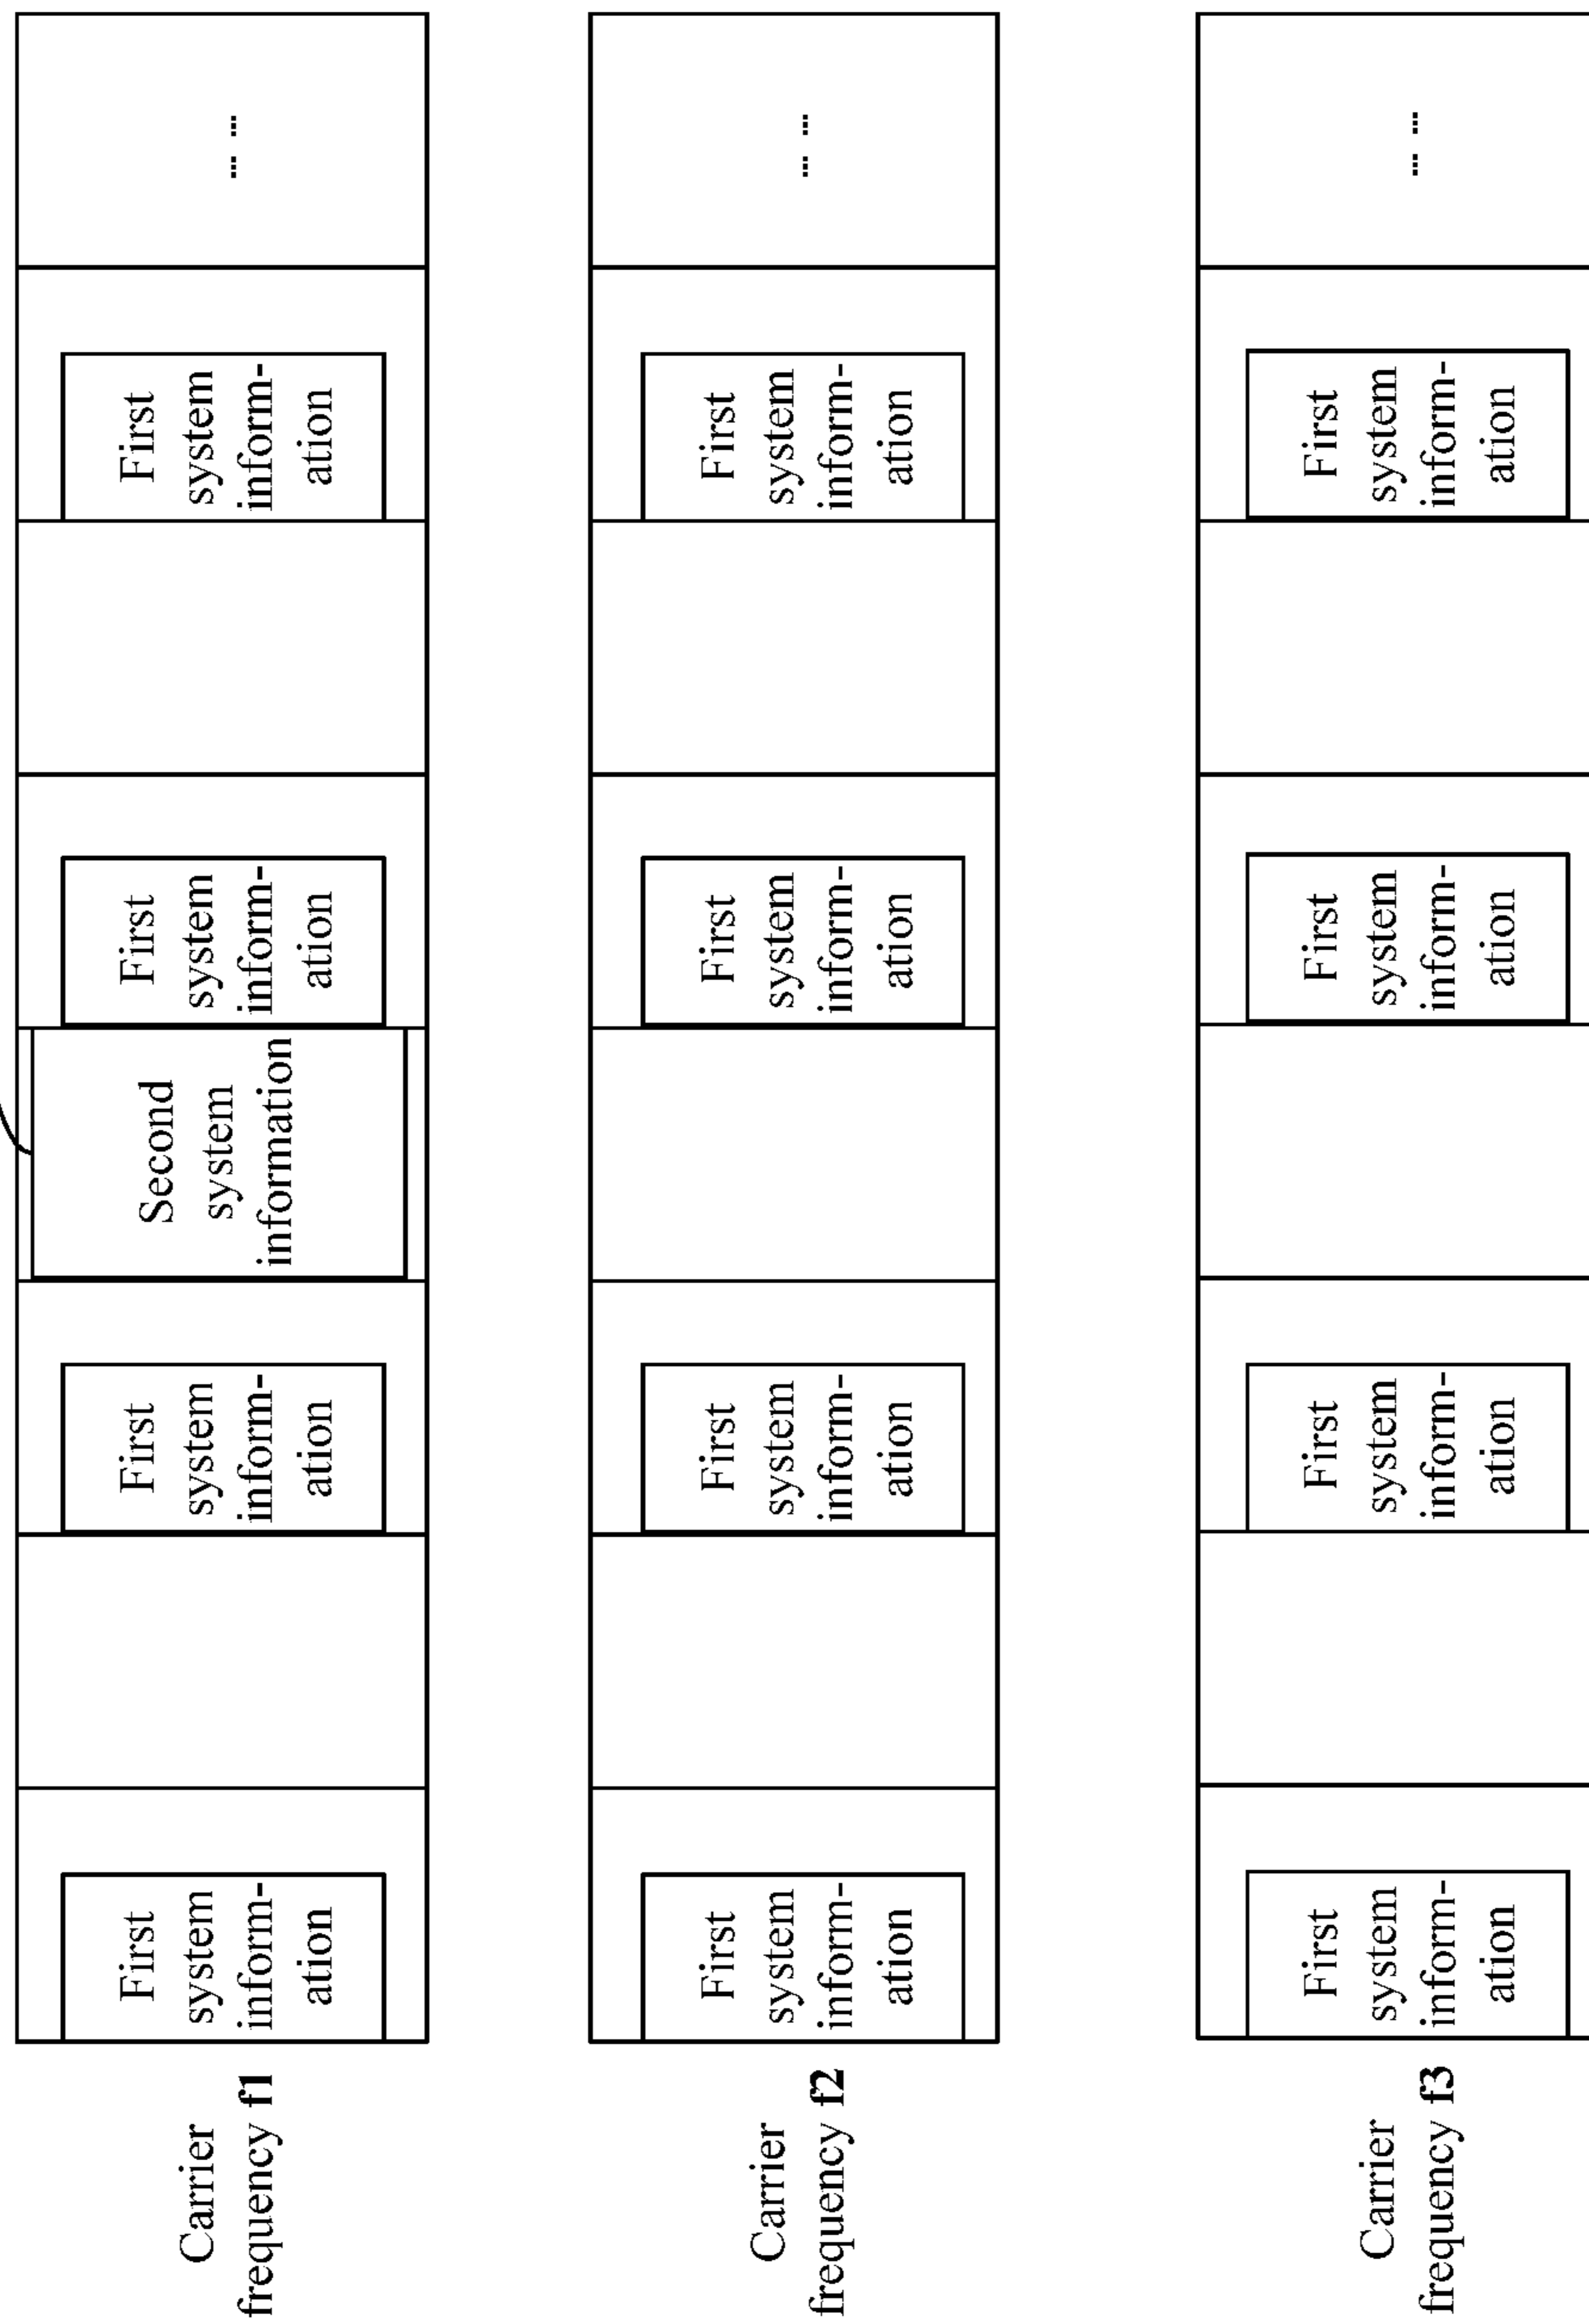 Carrier
frequency f1
First
system
inform-
ation
First
system
inform-
ation
Second
system
information
First
system
inform-
ation
First
system
inform-
ation
... ...
Carrier
frequency f2
First
system
inform-
ation
First
system
inform-
ation
First
system
inform-
ation
First
system
inform-
ation
... ...
Carrier
frequency f3
First
system
inform-
ation
First
system
inform-
ation
First
system
inform-
ation
First
system
inform-
ation
... ...